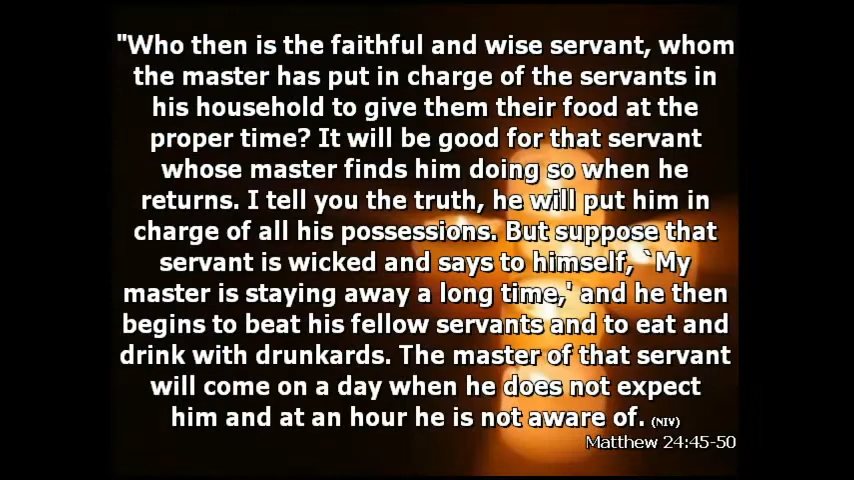 "Who then is the faithful and wise servant, whom
the master has put in charge of the servants in
his household to give them their food at the
proper time? It will be good for that servant
whose master finds him doing so when he
returns. I tell you the truth, he will put him in
charge of all his possessions. But suppose that
servant is wicked and says to himself, `My
master is staying away a long time,' and he then
begins to beat his fellow servants and to eat and
drink with drunkards. The master of that servant
will come on a day when he does not expect
him and at an hour he is not aware of. (NIV)
Matthew 24:45-50